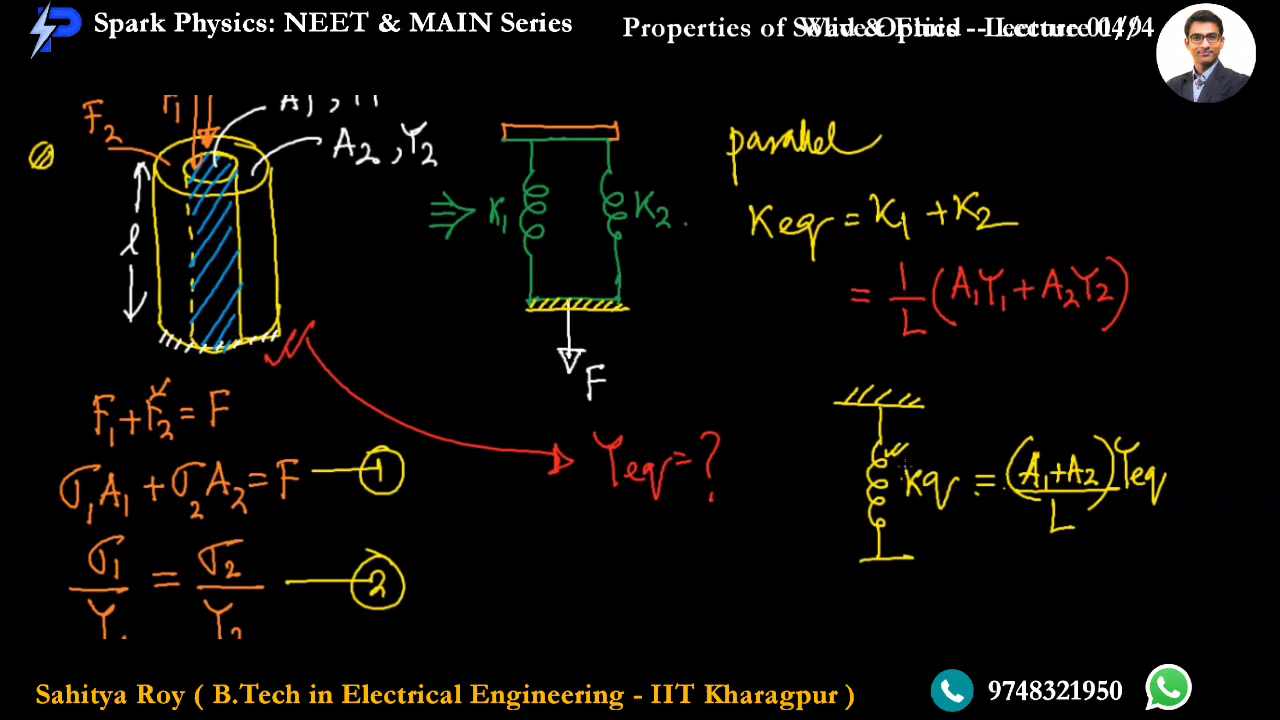 Spark Physics: NEET & MAIN Series
F₂
A₂, Y₂
l
⇒ K₁
K₂.
F
parallel
Keq = K₁ + K₂
= 1/L (A₁Y₁ + A₂Y₂)
F₁ + F₂ = F
σ₁A₁ + σ₂A₂ = F — 1
σ₁/Y₁ = σ₂/Y₂ — 2
Yeq = ?
Kq = (A₁+A₂)Yeq/L
Sahitya Roy ( B.Tech in Electrical Engineering - IIT Kharagpur )
9748321950